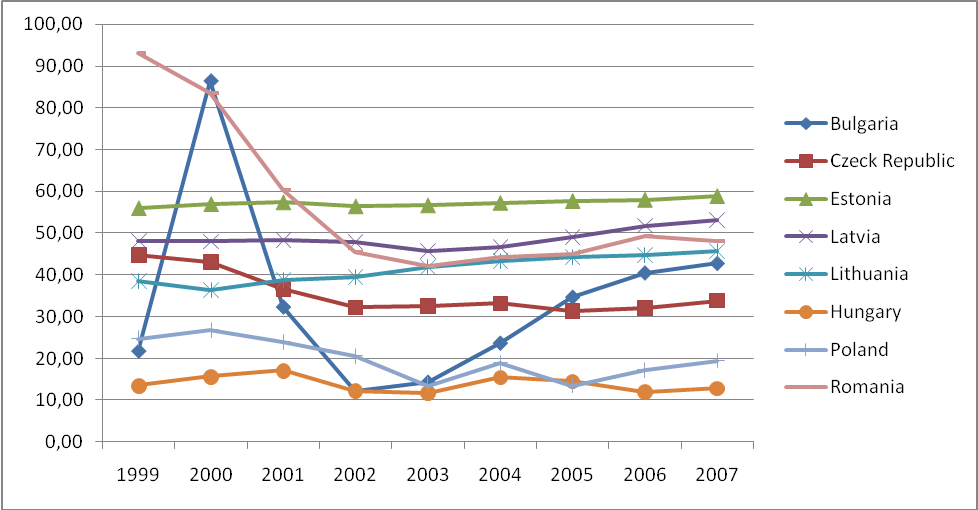 100,00
90,00
80,00
70,00
60,00
50,00
40,00
30,00
20,00
10,00
0,00
1999 2000 2001 2002 2003 2004 2005 2006 2007
Bulgaria
Czeck Republic
Estonia
Latvia
Lithuania
Hungary
Poland
Romania